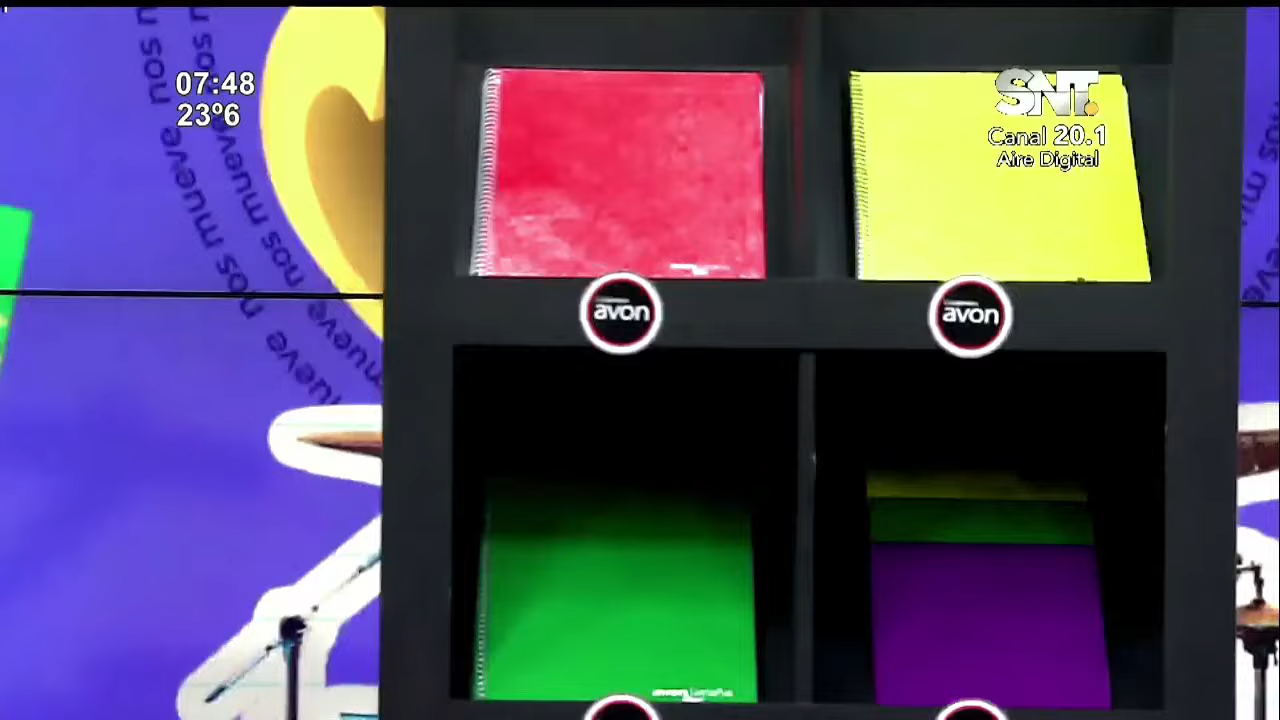 07:48
23°6
SNT.
Canal 20.1
Aire Digital
nos mueve nos mueve
nos mueve nos mueve
avon
avon